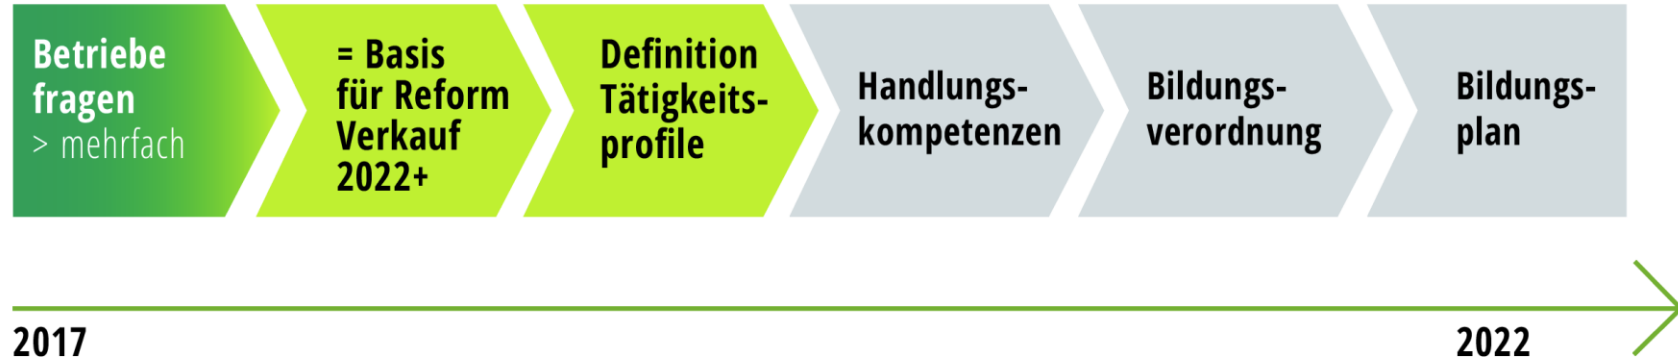 Betriebe
fragen
> mehrfach
= Basis
für Reform
Verkauf
2022+
Definition
Tätigkeits-
profile
Handlungs-
kompetenzen
Bildungs-
verordnung
Bildungs-
plan
2017
2022